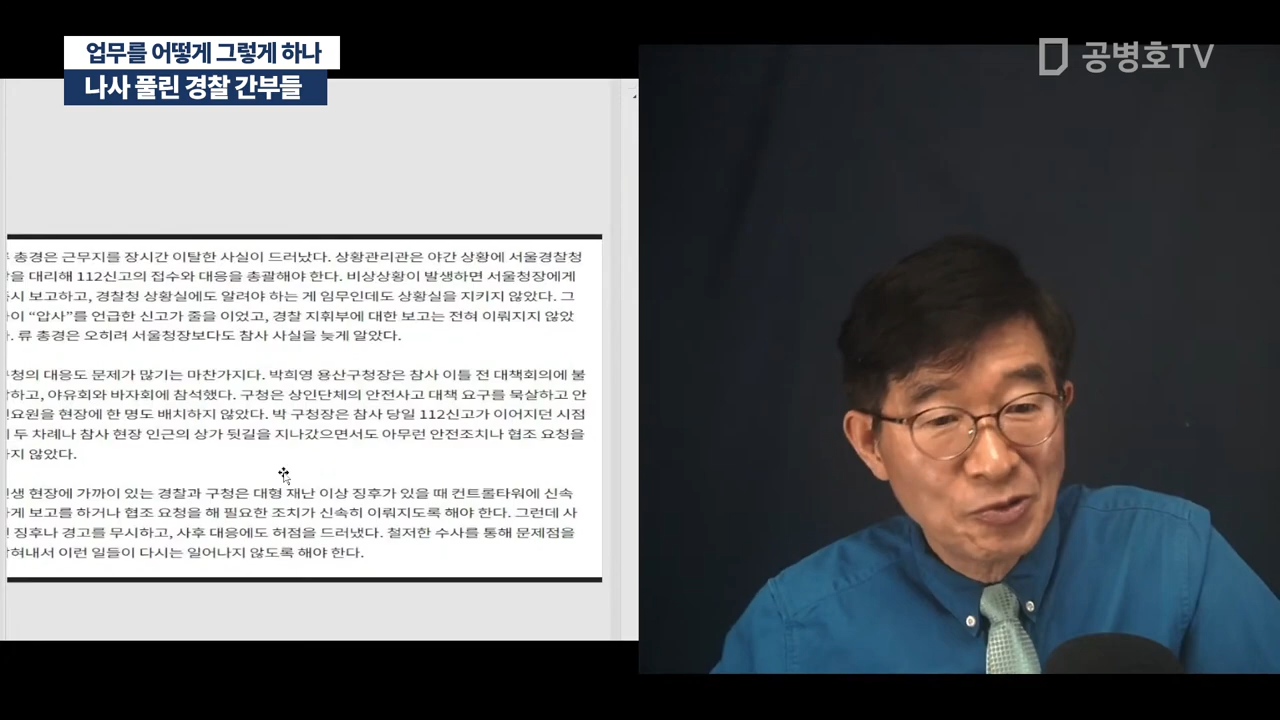 업무를 어떻게 그렇게 하나
나사 풀린 경찰 간부들
공병호TV
총경은 근무지를 장시간 이탈한 사실이 드러났다. 상황관리관은 야간 상황에 서울경찰청
을 대리해 112신고의 접수와 대응을 총괄해야 한다. 비상상황이 발생하면 서울청장에게
시 보고하고, 경찰청 상황실에도 알려야 하는 게 임무인데도 상황실을 지키지 않았다. 그
이 “압사”를 언급한 신고가 줄을 이었고, 경찰 지휘부에 대한 보고는 전혀 이뤄지지 않았
. 류 총경은 오히려 서울청장보다도 참사 사실을 늦게 알았다.
구청의 대응도 문제가 많기는 마찬가지다. 박희영 용산구청장은 참사 이틀 전 대책회의에 불
하고, 야유회와 바자회에 참석했다. 구청은 상인단체의 안전사고 대책 요구를 묵살하고 안
요원을 현장에 한 명도 배치하지 않았다. 박 구청장은 참사 당일 112신고가 이어지던 시점
두 차례나 참사 현장 인근의 상가 뒷길을 지나갔으면서도 아무런 안전조치나 협조 요청을
지 않았다.
생 현장에 가까이 있는 경찰과 구청은 대형 재난 이상 징후가 있을 때 컨트롤타워에 신속
게 보고를 하거나 협조 요청을 해 필요한 조치가 신속히 이뤄지도록 해야 한다. 그런데 사
징후나 경고를 무시하고, 사후 대응에도 허점을 드러냈다. 철저한 수사를 통해 문제점을
혀내서 이런 일들이 다시는 일어나지 않도록 해야 한다.